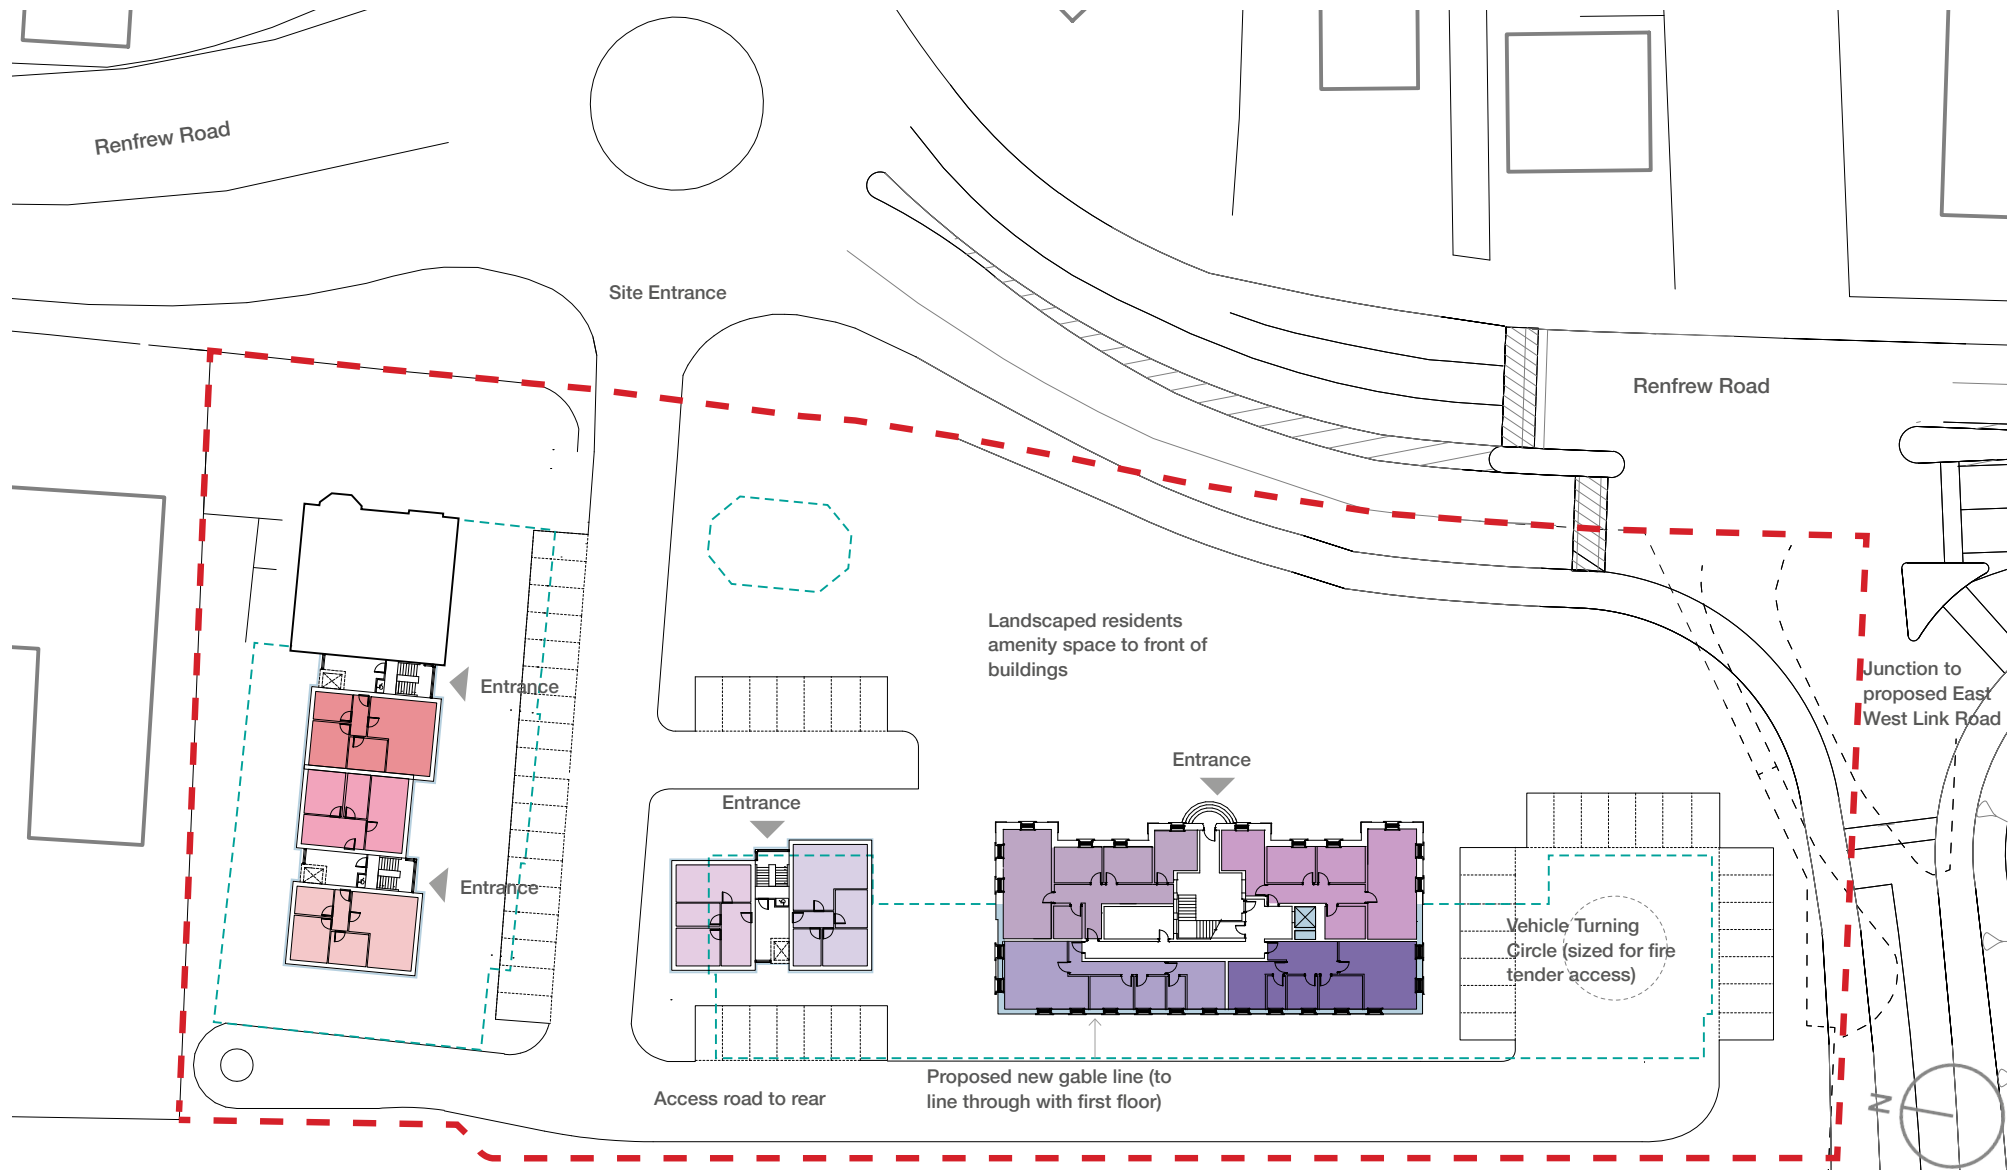 Renfrew Road
Site Entrance
Renfrew Road
Landscaped residents
amenity space to front of
buildings
Junction to
proposed East
West Link Road
Entrance
Entrance
Entrance
Entrance
Vehicle Turning
Circle (sized for fire
tender access)
Proposed new gable line (to
line through with first floor)
Access road to rear
N